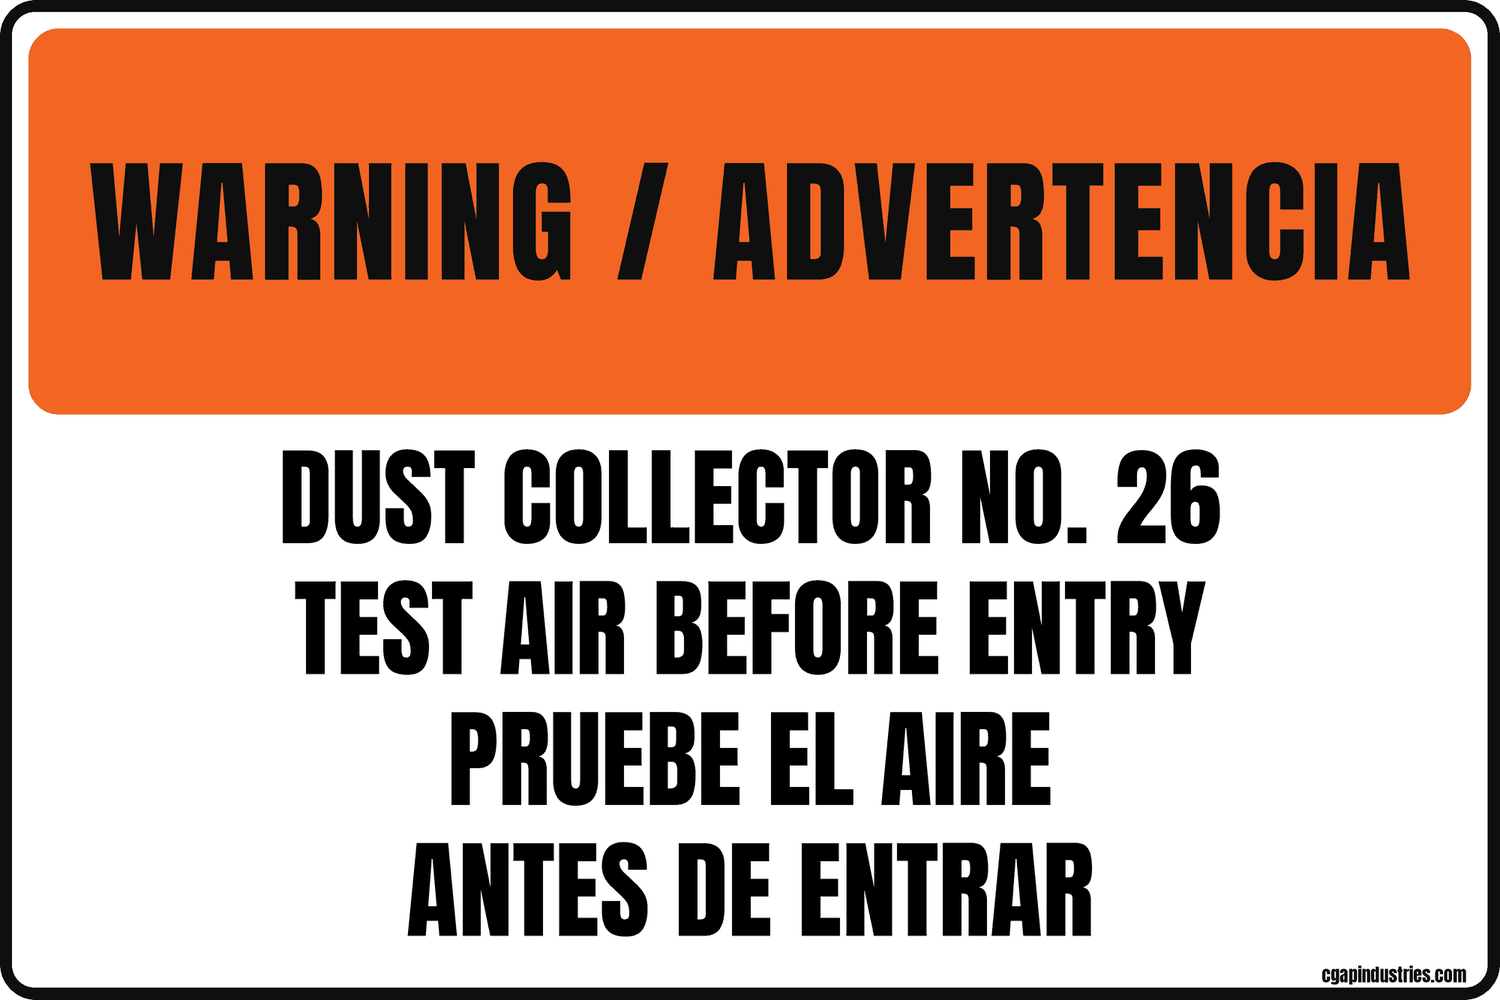 WARNING / ADVERTENCIA
DUST COLLECTOR NO. 26
TEST AIR BEFORE ENTRY
PRUEBE EL AIRE
ANTES DE ENTRAR
cgapindustries.com